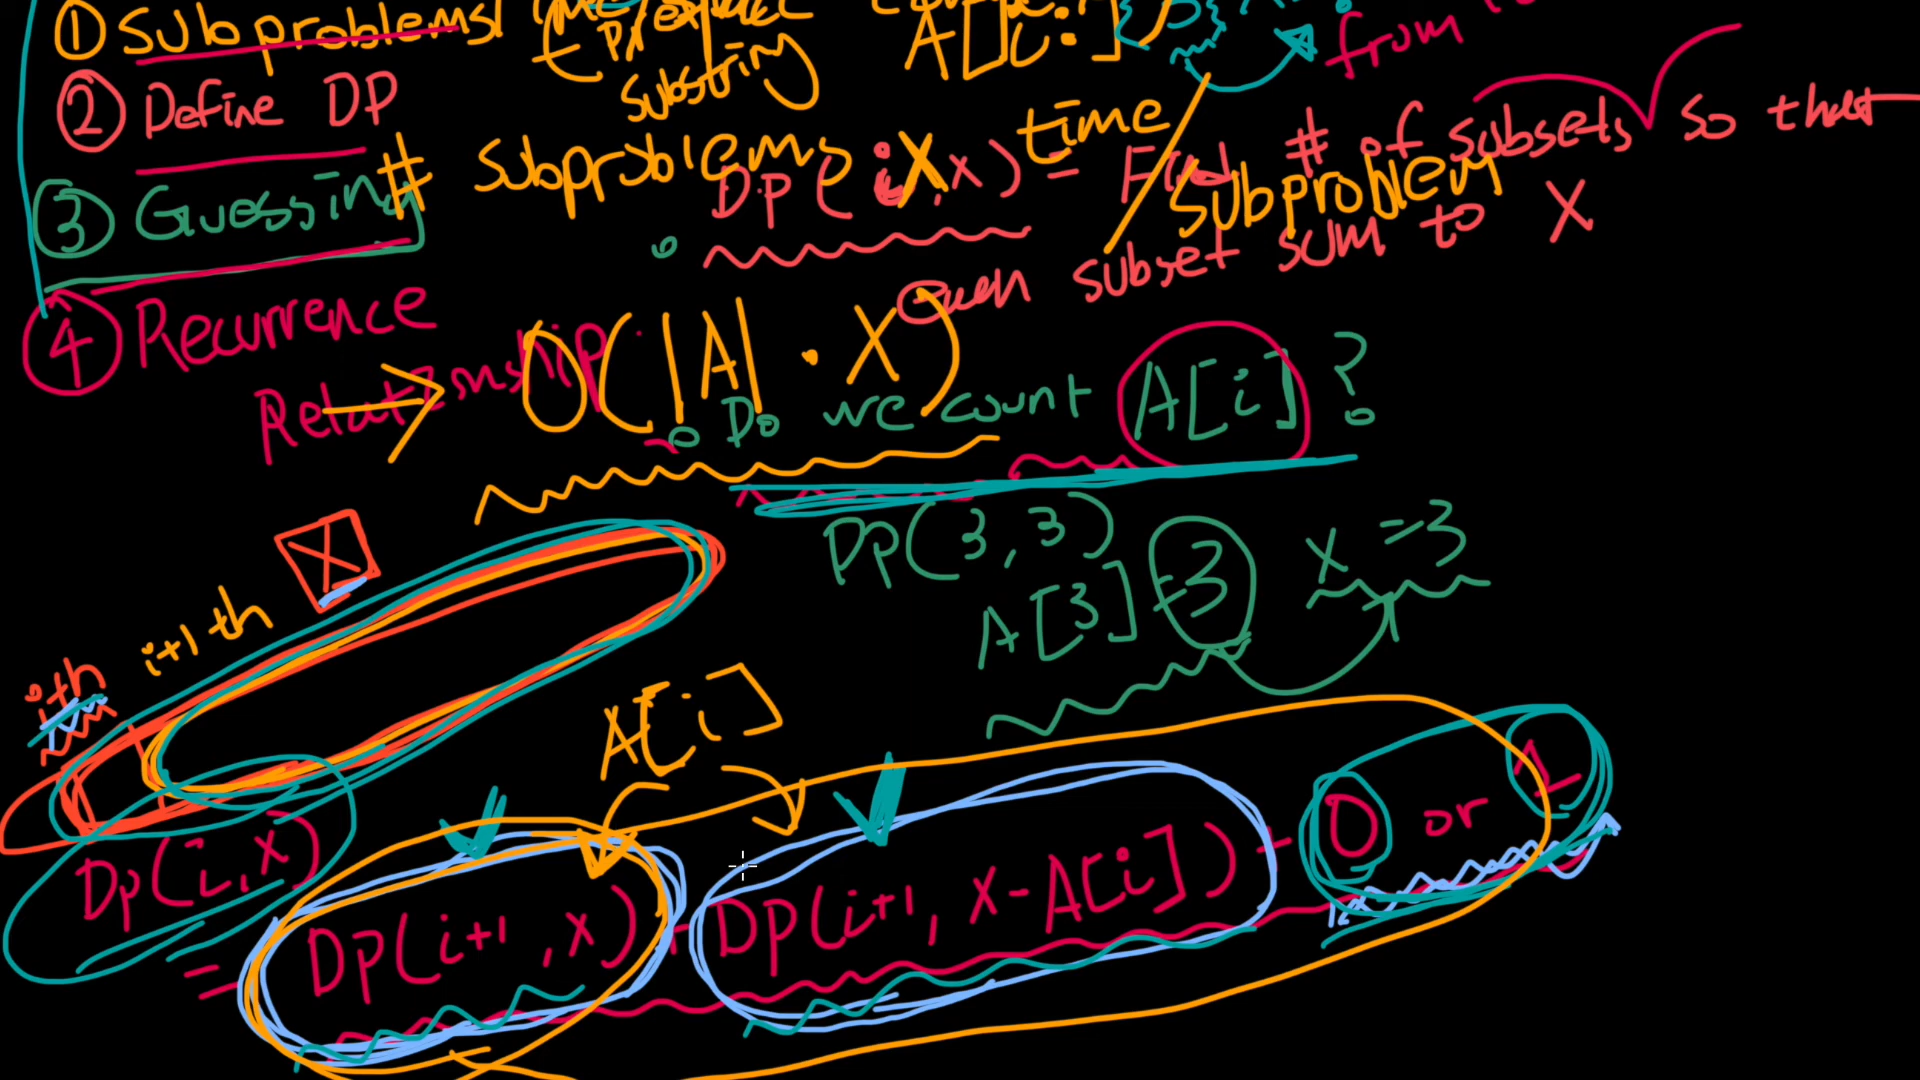 ① Subproblems
substring A[i:]
from
② Define DP
# subproblems time
DP(i, x) = Find # of subsets so that
subproblem
③ Guessing
Given subset sum to X
④ Recurrence
Relationship
→ O(|A| · X)
Do we count A[i]?
DP(3, 3)
A[3] = 3 x = 3
X
i+1 th
ith
A[i]
Dp(i, x)
= Dp(i+1, x) + DP(i+1, X-A[i]) + 0 or 1